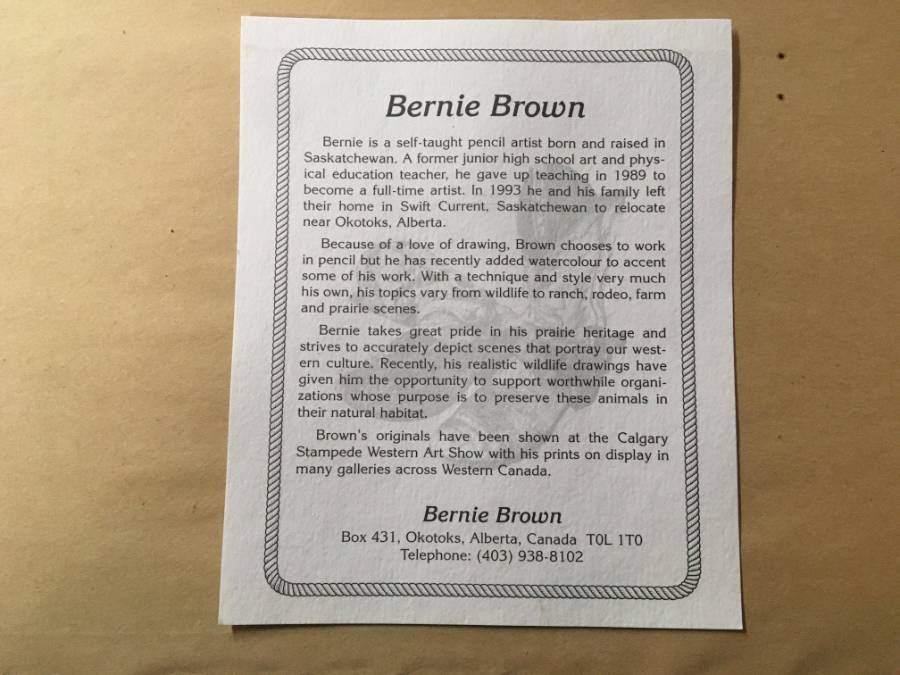 Bernie Brown
Bernie is a self-taught pencil artist born and raised in
Saskatchewan. A former junior high school art and phys-
ical education teacher, he gave up teaching in 1989 to
become a full-time artist. In 1993 he and his family left
their home in Swift Current, Saskatchewan to relocate
near Okotoks, Alberta.
Because of a love of drawing, Brown chooses to work
in pencil but he has recently added watercolour to accent
some of his work. With a technique and style very much
his own, his topics vary from wildlife to ranch, rodeo, farm
and prairie scenes.
Bernie takes great pride in his prairie heritage and
strives to accurately depict scenes that portray our west-
ern culture. Recently, his realistic wildlife drawings have
given him the opportunity to support worthwhile organi-
zations whose purpose is to preserve these animals in
their natural habitat.
Brown's originals have been shown at the Calgary
Stampede Western Art Show with his prints on display in
many galleries across Western Canada.
Bernie Brown
Box 431, Okotoks, Alberta, Canada T0L 1T0
Telephone: (403) 938-8102